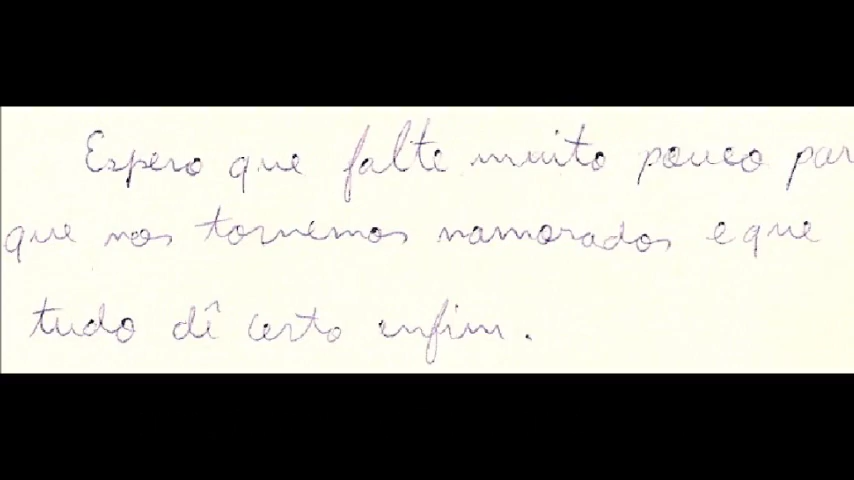 Espero que falte muito pouco par
que nos tornemos namorados e que
tudo dê certo enfim.